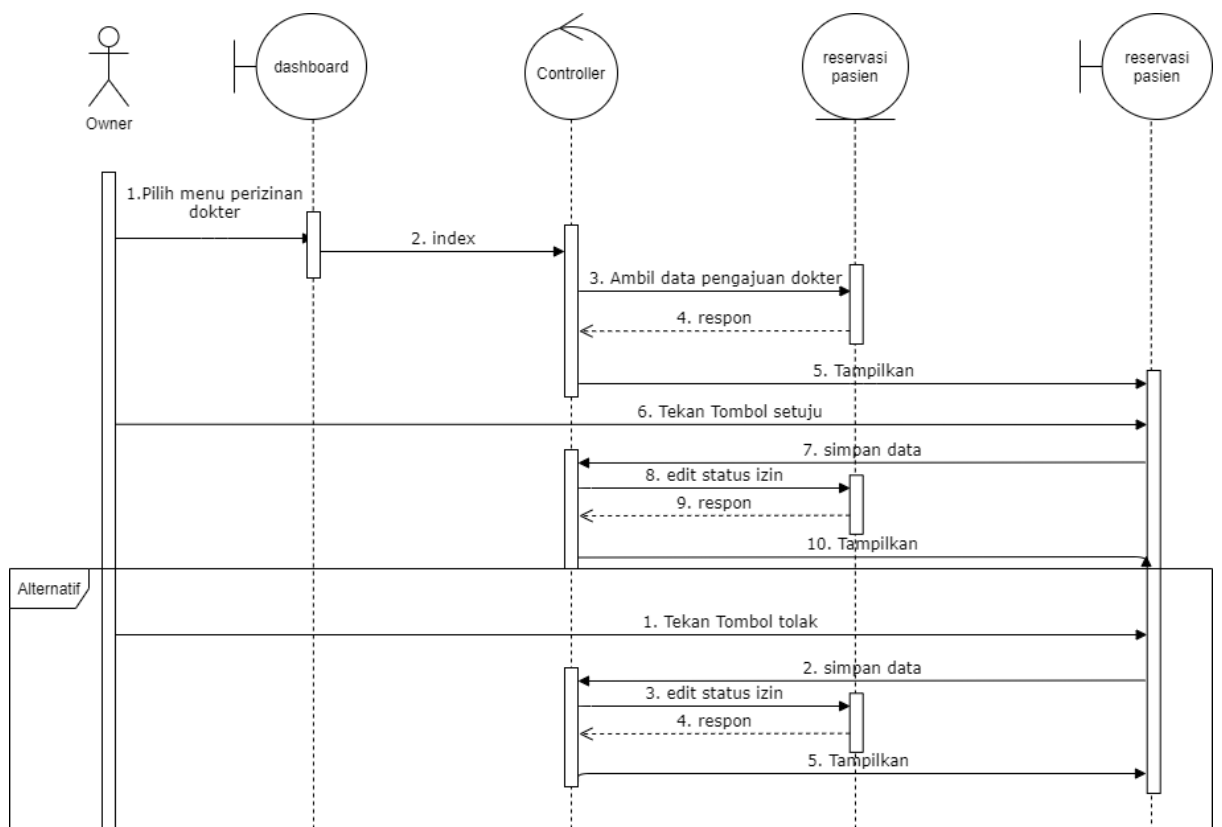 Owner
dashboard
Controller
reservasi
pasien
reservasi
pasien
1.Pilih menu perizinan
dokter
2. index
3. Ambil data pengajuan dokter
4. respon
5. Tampilkan
6. Tekan Tombol setuju
7. simpan data
8. edit status izin
9. respon
10. Tampilkan
Alternatif
1. Tekan Tombol tolak
2. simpan data
3. edit status izin
4. respon
5. Tampilkan